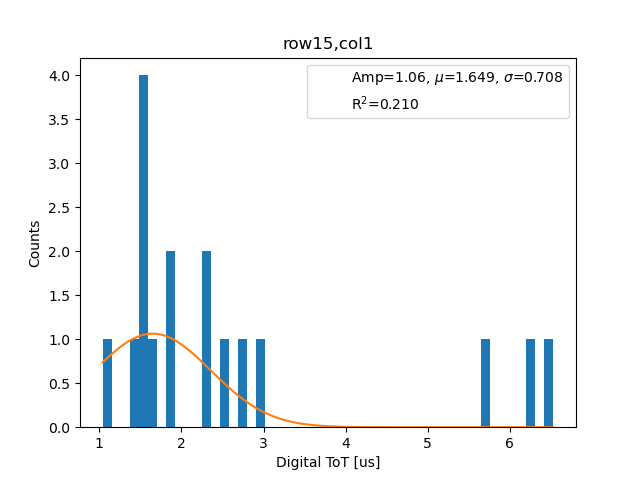 row15,col1
Amp=1.06, μ=1.649, σ=0.708
R²=0.210
Counts
4.0
3.5
3.0
2.5
2.0
1.5
1.0
0.5
0.0
1 2 3 4 5 6
Digital ToT [us]